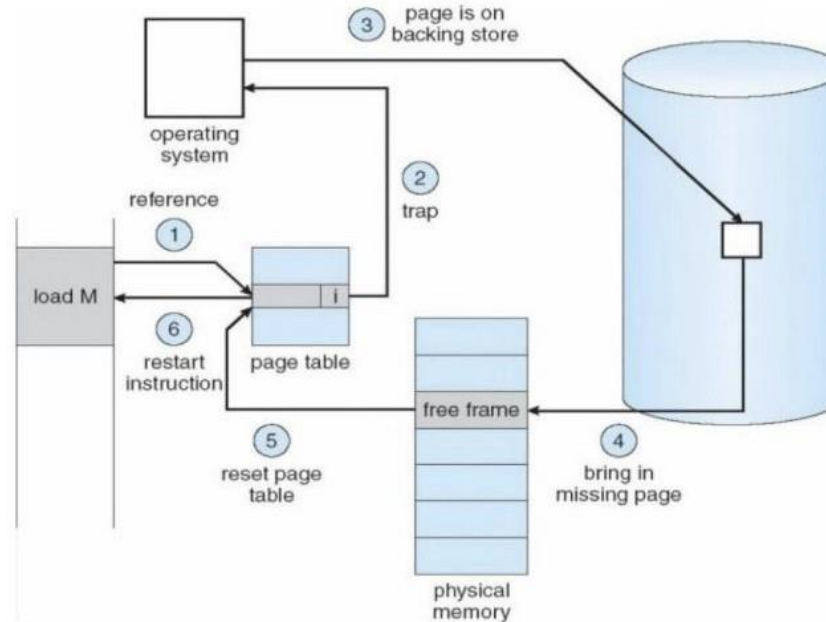 3
page is on
backing store
operating
system
reference
1
2
trap
load M
i
6
restart
instruction
page table
free frame
5
reset page
table
4
bring in
missing page
physical
memory